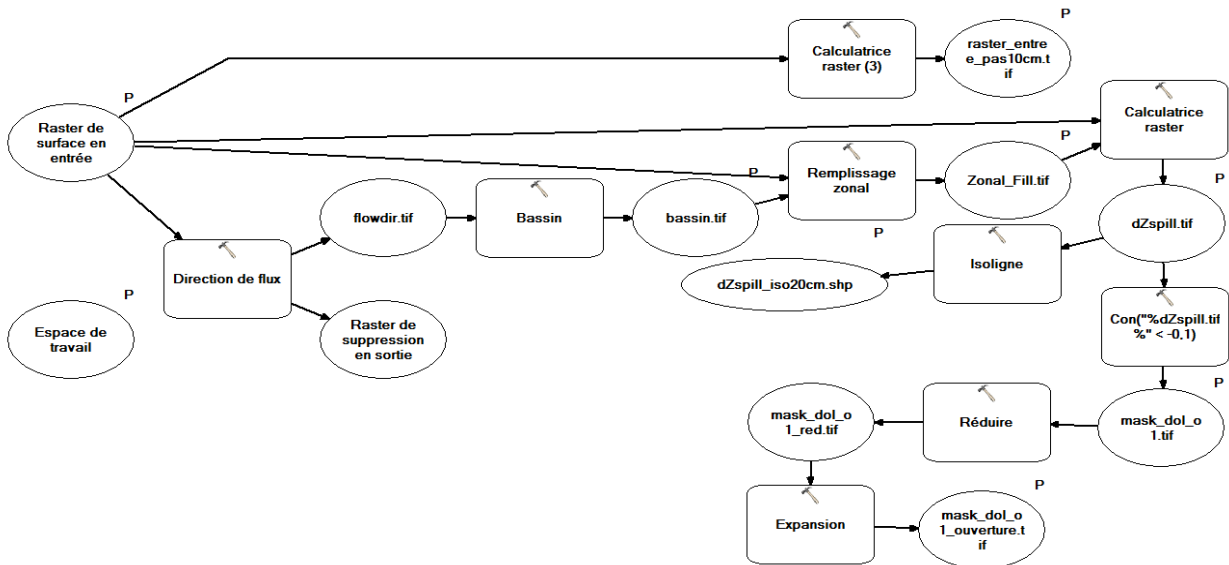 P
Calculatrice
raster (3)
raster_entre
e_pas10cm.t
if
P
Raster de
surface en
entrée
Calculatrice
raster
P
Remplissage
zonal
P
Zonal_Fill.tif
P
flowdir.tif
Bassin
bassin.tif
dZspill.tif
P
Direction de flux
Isoligne
dZspill_iso20cm.shp
P
Espace de
travail
Raster de
suppression
en sortie
Con("%dZspill.tif
%" < -0,1)
P
mask_dol_o
1_red.tif
Réduire
mask_dol_o
1.tif
P
Expansion
mask_dol_o
1_ouverture.t
if